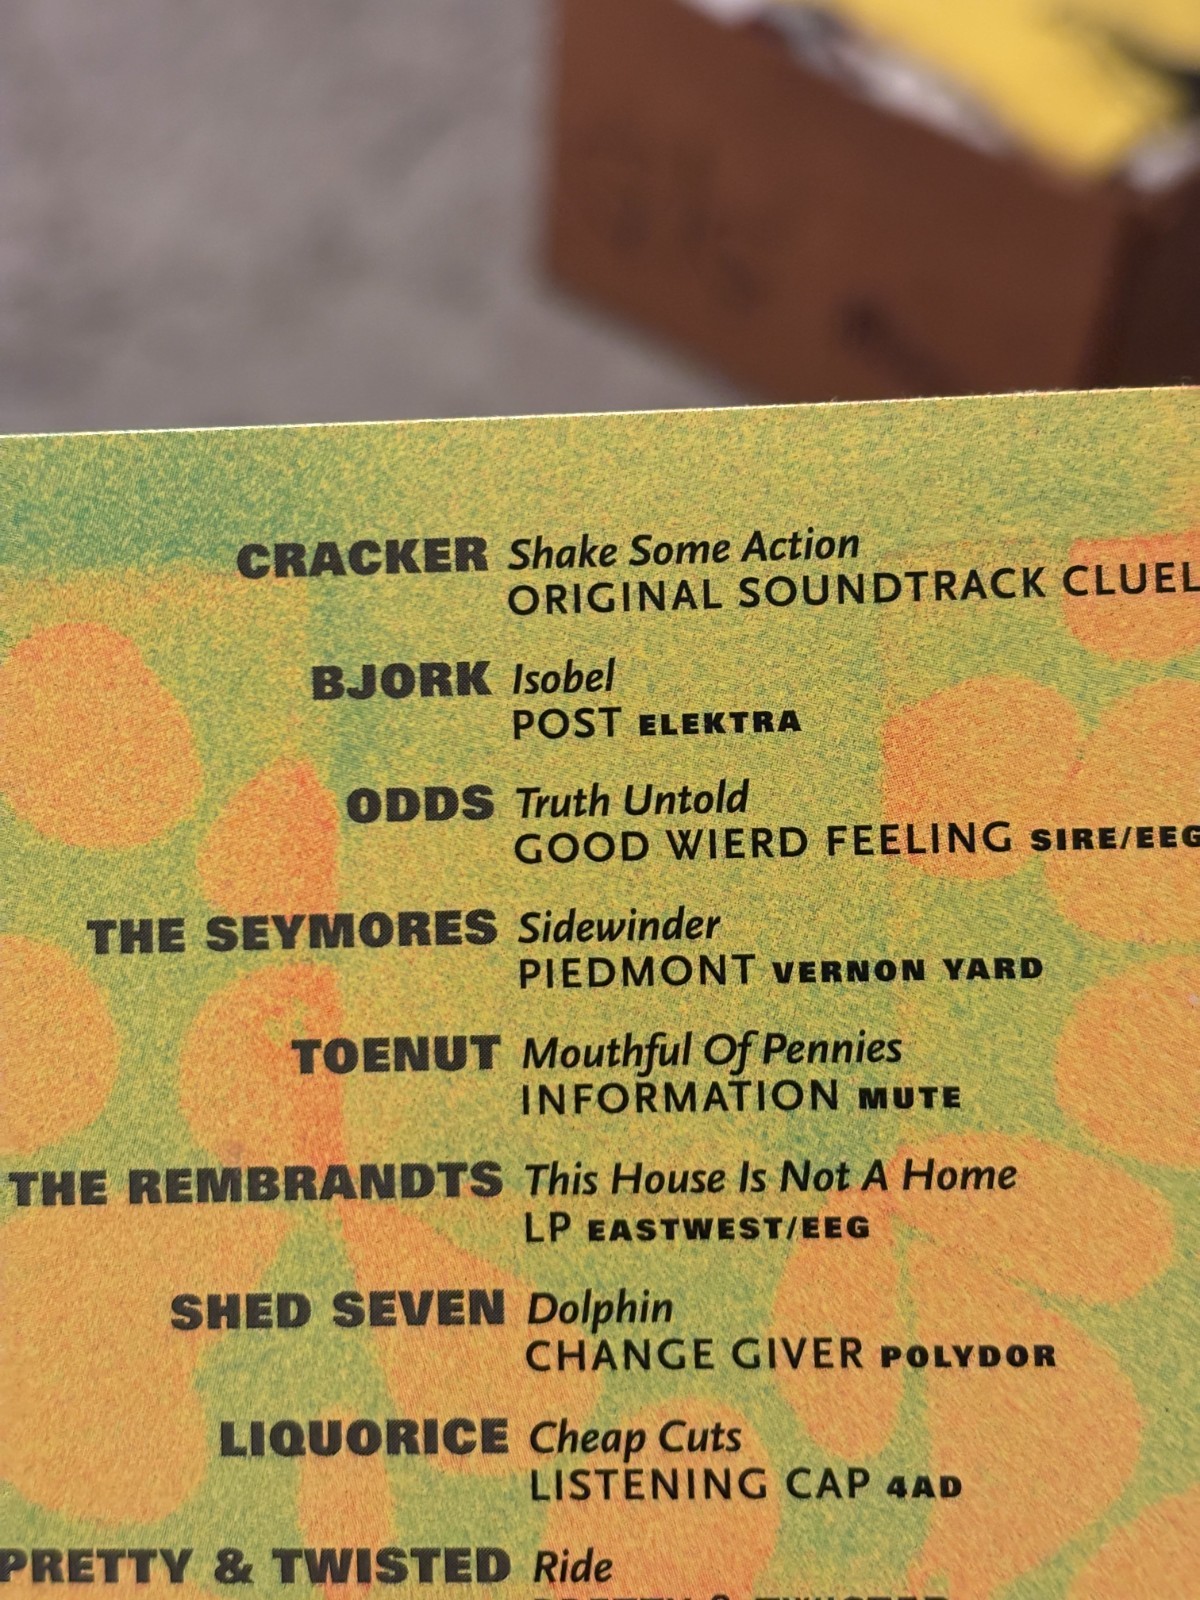 CRACKER Shake Some Action
ORIGINAL SOUNDTRACK CLUEL
BJORK Isobel
POST ELEKTRA
ODDS Truth Untold
GOOD WIERD FEELING SIRE/EEG
THE SEYMORES Sidewinder
PIEDMONT VERNON YARD
TOENUT Mouthful Of Pennies
INFORMATION MUTE
THE REMBRANDTS This House Is Not A Home
LP EASTWEST/EEG
SHED SEVEN Dolphin
CHANGE GIVER POLYDOR
LIQUORICE Cheap Cuts
LISTENING CAP 4AD
PRETTY & TWISTED Ride